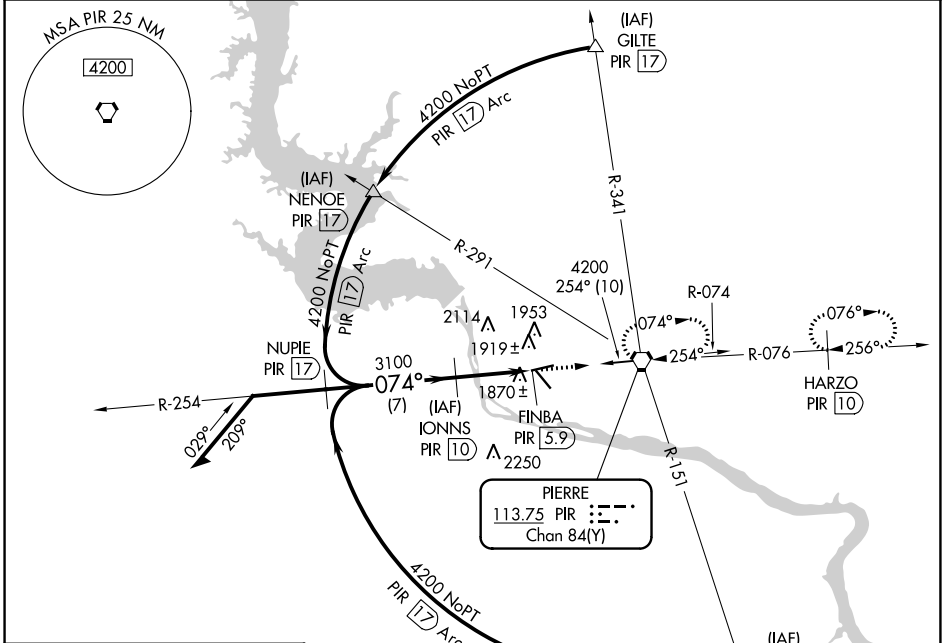 MSA PIR 25 NM
4200
(IAF)
GILTE
PIR 17
4200 NoPT
PIR 17 Arc
(IAF)
NENOE
PIR 17
R-341
R-291
4200 NoPT
PIR 17 Arc
4200
254° (10)
R-074
074°
254°
R-076
076°
256°
HARZO
PIR 10
2114
1953
1919±
1870±
NUPIE
PIR 17
3100
074°
(7)
(IAF)
IONNS
PIR 10
FINBA
PIR 5.9
2250
R-254
029°
209°
R-151
PIERRE
113.75 PIR
Chan 84(Y)
4200 NoPT
PIR 17 Arc
(IAF)